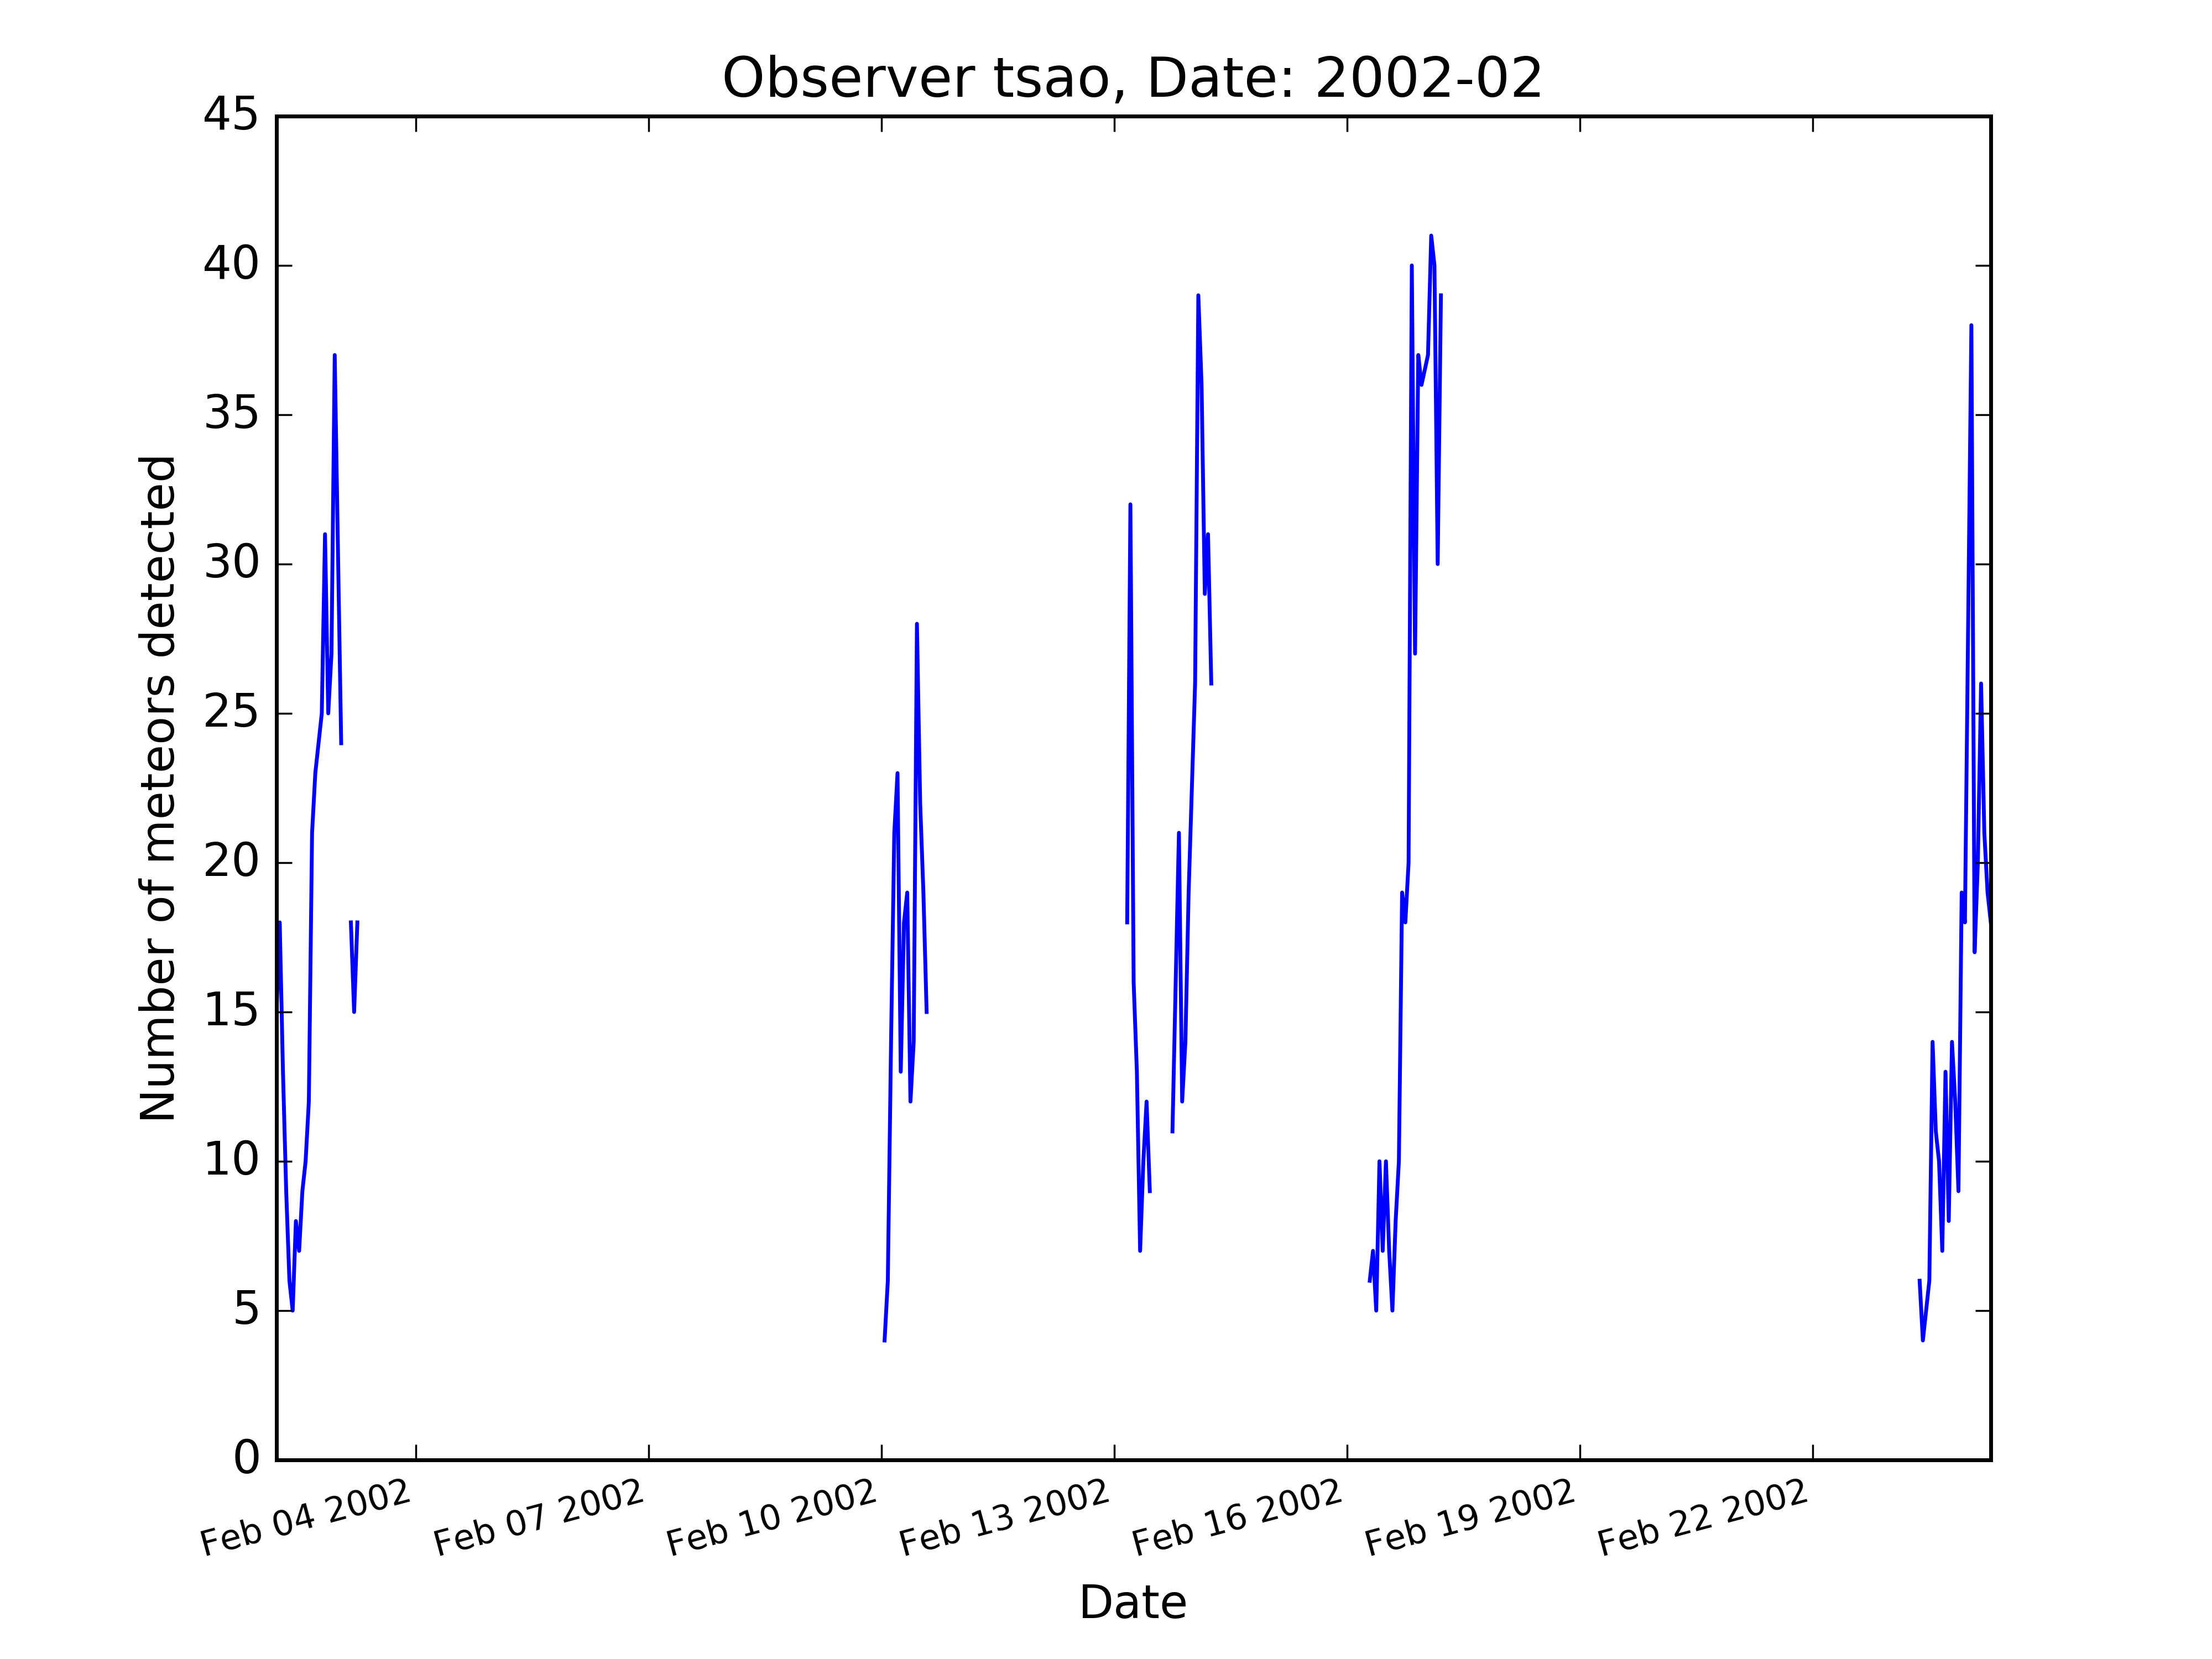 Observer tsao, Date: 2002-02
45
40
35
30
25
20
15
10
5
0
Number of meteors detected
Feb 04 2002
Feb 07 2002
Feb 10 2002
Feb 13 2002
Feb 16 2002
Feb 19 2002
Feb 22 2002
Date